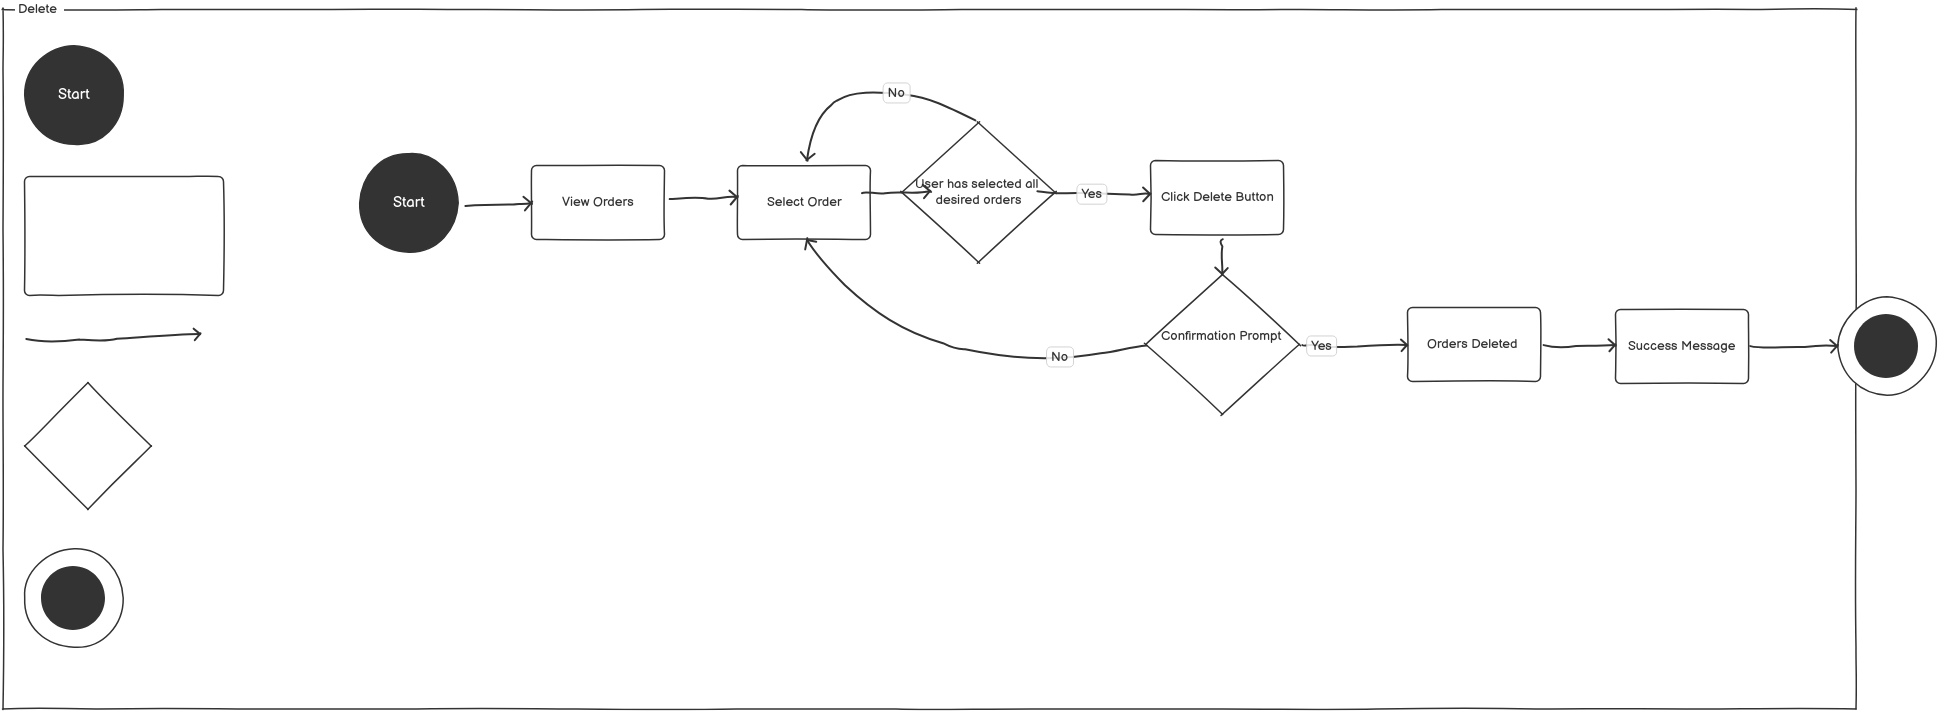 Delete
Start
No
User has selected all
desired orders
Yes
Click Delete Button
Start
View Orders
Select Order
Confirmation Prompt
No
Yes
Orders Deleted
Success Message